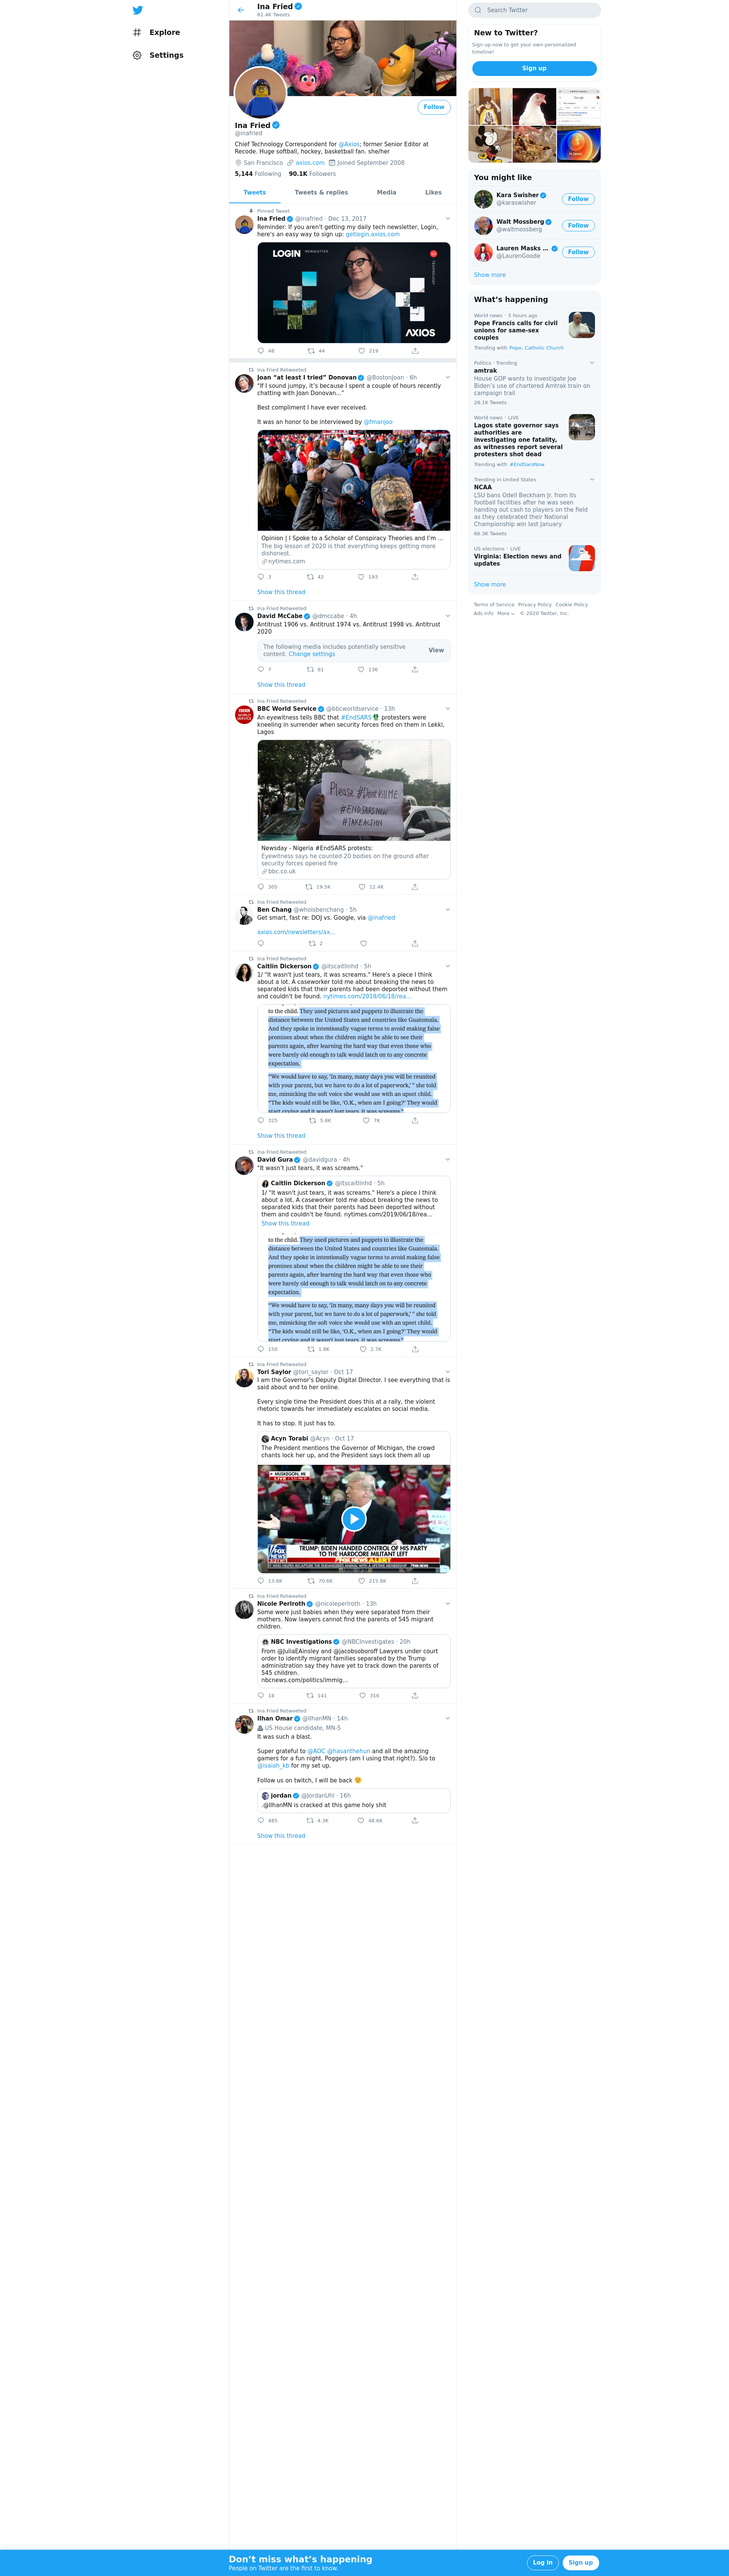 Explore
Settings
Ina Fried
81.4K Tweets
Follow
Ina Fried
@inafried
Chief Technology Correspondent for @Axios; former Senior Editor at
Recode. Huge softball, hockey, basketball fan. she/her
San Francisco axios.com Joined September 2008
5,144 Following 90.1K Followers
Tweets Tweets & replies Media Likes
Pinned Tweet
Ina Fried @inafried · Dec 13, 2017
Reminder: If you aren't getting my daily tech newsletter, Login,
here's an easy way to sign up: getlogin.axios.com
LOGIN NEWSLETTER
TECHNOLOGY
AXIOS
48 44 219
Ina Fried Retweeted
Joan “at least I tried” Donovan @BostonJoan · 6h
“If I sound jumpy, it’s because I spent a couple of hours recently
chatting with Joan Donovan...”
Best compliment I have ever received.
It was an honor to be interviewed by @fmanjoo
Opinion | I Spoke to a Scholar of Conspiracy Theories and I’m ...
The big lesson of 2020 is that everything keeps getting more
dishonest.
nytimes.com
3 42 193
Show this thread
Ina Fried Retweeted
David McCabe @dmccabe · 4h
Antitrust 1906 vs. Antitrust 1974 vs. Antitrust 1998 vs. Antitrust
2020
The following media includes potentially sensitive
content. Change settings
View
7 61 136
Show this thread
Ina Fried Retweeted
BBC World Service @bbcworldservice · 13h
An eyewitness tells BBC that #EndSARS protesters were
kneeling in surrender when security forces fired on them in Lekki,
Lagos
Please #Dontkill ME
#ENDSARSNOW
#TAKEACTION
Newsday - Nigeria #EndSARS protests:
Eyewitness says he counted 20 bodies on the ground after
security forces opened fire
bbc.co.uk
305 19.5K 12.4K
Ina Fried Retweeted
Ben Chang @whoisbenchang · 5h
Get smart, fast re: DOJ vs. Google, via @inafried
axios.com/newsletters/ax...
2
Ina Fried Retweeted
Caitlin Dickerson @itscaitlinhd · 5h
1/ "It wasn't just tears, it was screams." Here's a piece I think
about a lot. A caseworker told me about breaking the news to
separated kids that their parents had been deported without them
and couldn't be found. nytimes.com/2019/06/18/rea...
to the child. They used pictures and puppets to illustrate the
distance between the United States and countries like Guatemala.
And they spoke in intentionally vague terms to avoid making false
promises about when the children might be able to see their
parents again, after learning the hard way that even those who
were barely old enough to talk would latch on to any concrete
expectation.
“We would have to say, ‘In many, many days you will be reunited
with your parent, but we have to do a lot of paperwork,’ ” she told
me, mimicking the soft voice she would use with an upset child.
“The kids would still be like, ‘O.K., when am I going?’ They would
start crying and it wasn’t just tears, it was screams.”
325 5.8K 7K
Show this thread
Ina Fried Retweeted
David Gura @davidgura · 4h
"It wasn’t just tears, it was screams."
Caitlin Dickerson @itscaitlinhd · 5h
1/ "It wasn't just tears, it was screams." Here's a piece I think
about a lot. A caseworker told me about breaking the news to
separated kids that their parents had been deported without
them and couldn't be found. nytimes.com/2019/06/18/rea...
Show this thread
to the child. They used pictures and puppets to illustrate the
distance between the United States and countries like Guatemala.
And they spoke in intentionally vague terms to avoid making false
promises about when the children might be able to see their
parents again, after learning the hard way that even those who
were barely old enough to talk would latch on to any concrete
expectation.
“We would have to say, ‘In many, many days you will be reunited
with your parent, but we have to do a lot of paperwork,’ ” she told
me, mimicking the soft voice she would use with an upset child.
“The kids would still be like, ‘O.K., when am I going?’ They would
start crying and it wasn’t just tears, it was screams.”
150 1.8K 2.7K
Ina Fried Retweeted
Tori Saylor @tori_saylor · Oct 17
I am the Governor's Deputy Digital Director. I see everything that is
said about and to her online.
Every single time the President does this at a rally, the violent
rhetoric towards her immediately escalates on social media.
It has to stop. It just has to.
Acyn Torabi @Acyn · Oct 17
The President mentions the Governor of Michigan, the crowd
chants lock her up, and the President says lock them all up
MUSKEGON, MI
LIVE
TRUMP: BIDEN HANDED CONTROL OF HIS PARTY
TO THE HARDCORE MILITANT LEFT
FOX NEWS ALERT
13.6K 70.6K 215.8K
Ina Fried Retweeted
Nicole Perlroth @nicoleperlroth · 13h
Some were just babies when they were separated from their
mothers. Now lawyers cannot find the parents of 545 migrant
children.
NBC Investigations @NBCInvestigates · 20h
From @JuliaEAinsley and @jacobsoboroff Lawyers under court
order to identify migrant families separated by the Trump
administration say they have yet to track down the parents of
545 children.
nbcnews.com/politics/immig...
18 141 316
Ina Fried Retweeted
Ilhan Omar @IlhanMN · 14h
US House candidate, MN-5
It was such a blast.
Super grateful to @AOC @hasanthehun and all the amazing
gamers for a fun night. Poggers (am I using that right?). S/o to
@isaiah_kb for my set up.
Follow us on twitch, I will be back
jordan @JordanUhl · 16h
.@IlhanMN is cracked at this game holy shit
485 4.3K 46.6K
Show this thread
Search Twitter
New to Twitter?
Sign up now to get your own personalized
timeline!
Sign up
You might like
Kara Swisher
@karaswisher
Follow
Walt Mossberg
@waltmossberg
Follow
Lauren Masks ...
@LaurenGoode
Follow
Show more
What’s happening
World news · 5 hours ago
Pope Francis calls for civil
unions for same-sex
couples
Trending with Pope, Catholic Church
Politics · Trending
amtrak
House GOP wants to investigate Joe
Biden’s use of chartered Amtrak train on
campaign trail
26.1K Tweets
World news · LIVE
Lagos state governor says
authorities are
investigating one fatality,
as witnesses report several
protesters shot dead
Trending with #EndSarsNow
Trending in United States
NCAA
LSU bans Odell Beckham Jr. from its
football facilities after he was seen
handing out cash to players on the field
as they celebrated their National
Championship win last January
66.3K Tweets
US elections · LIVE
Virginia: Election news and
updates
Show more
Terms of Service Privacy Policy Cookie Policy
Ads info More © 2020 Twitter, Inc.
Don’t miss what’s happening
People on Twitter are the first to know.
Log in
Sign up